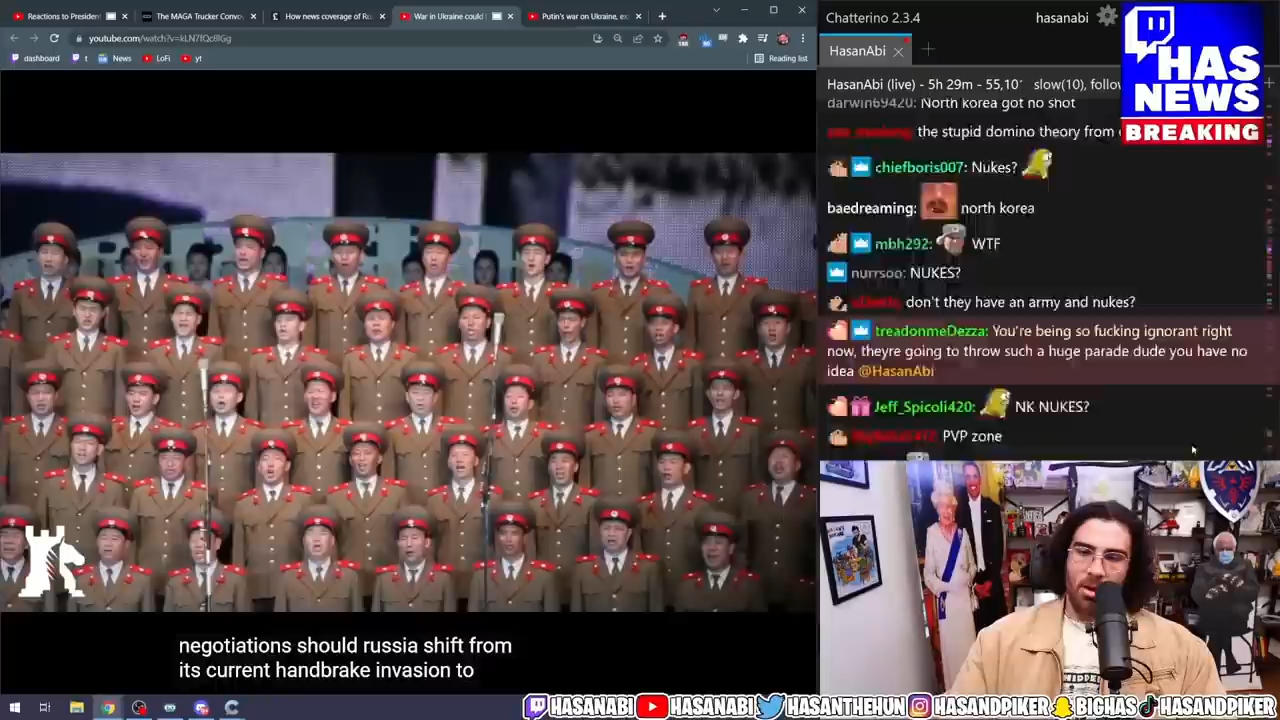 Reactions to Presiden
The MAGA Trucker Convo
How news coverage of Ru
War in Ukraine could
Putin's war on Ukraine, ex
youtube.com/watch?v=kLN7fQc8lGg
dashboard
t
News
LoFi
yt
Reading list
negotiations should russia shift from
its current handbrake invasion to
Chatterino 2.3.4
hasanabi
HasanAbi
HasanAbi (live) - 5h 29m - 55,10
slow(10), follow
HAS
NEWS
BREAKING
darwin69420: North korea got no shot
the stupid domino theory from
chiefboris007: Nukes?
baedreaming: north korea
mbh292: WTF
nurrsoo: NUKES?
don't they have an army and nukes?
treadonmeDezza: You're being so fucking ignorant right
now, theyre going to throw such a huge parade dude you have no
idea @HasanAbi
Jeff_Spicoli420: NK NUKES?
PVP zone
HASANABI
HASANABI
HASANTHEHUN
HASANDPIKER
BIGHAS
HASANDPIKER